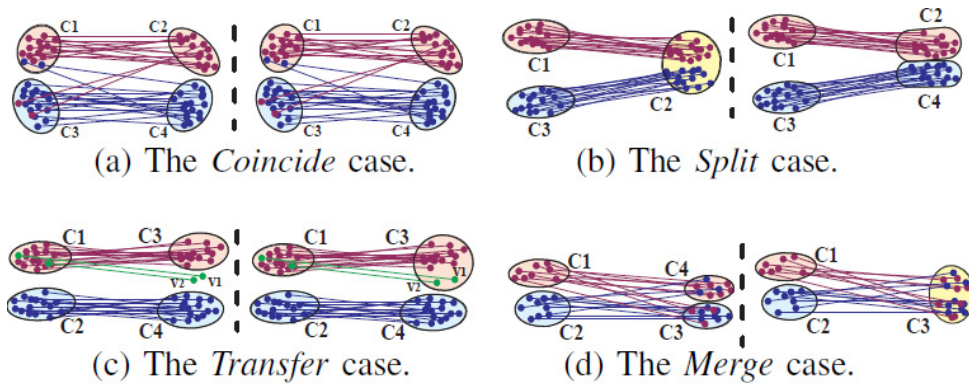 C1 C2 C1 C2
C3 C4 C3 C4
(a) The Coincide case.
C2
C1 C1
C2
C3 C3 C4
(b) The Split case.
C1 C3 C1 C3
V2 V1 V2 V1
C2 C4 C2 C4
(c) The Transfer case.
C1 C4 C1
C2 C3 C2 C3
(d) The Merge case.